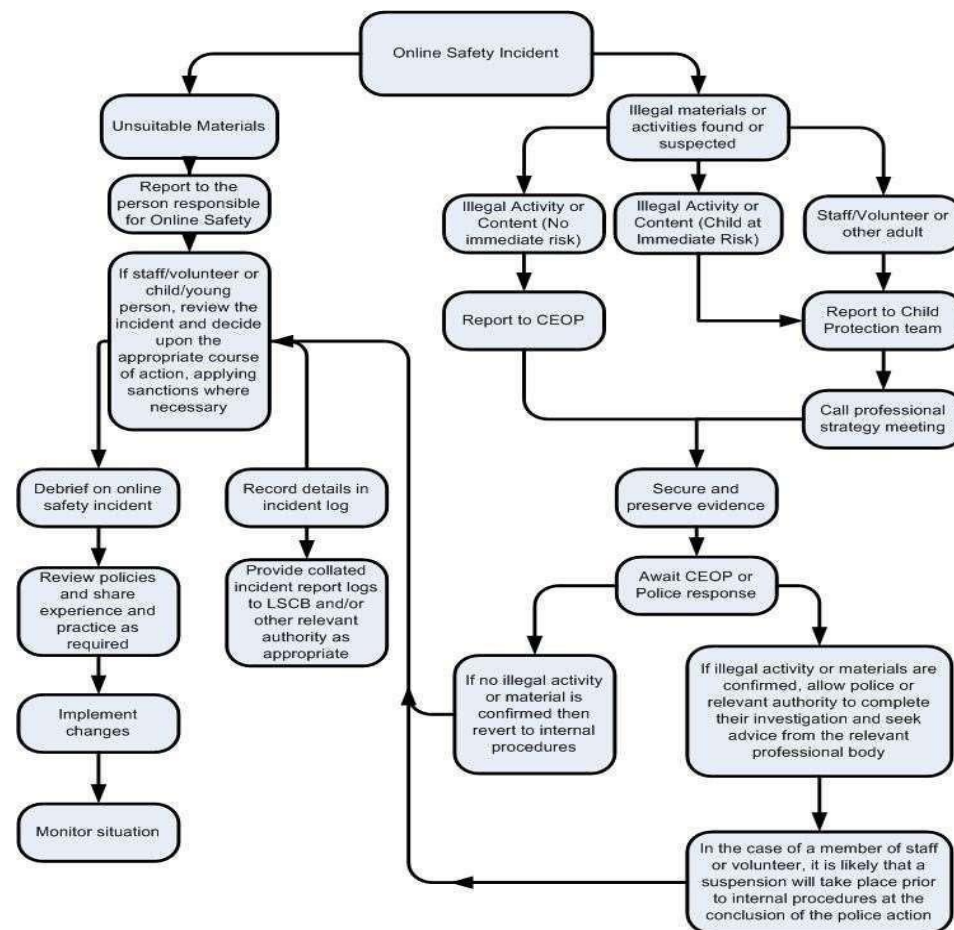 Online Safety Incident
Unsuitable Materials
Illegal materials or
activities found or
suspected
Report to the
person responsible
for Online Safety
Illegal Activity or
Content (No
immediate risk)
Illegal Activity or
Content (Child at
Immediate Risk)
Staff/Volunteer or
other adult
If staff/volunteer or
child/young
person, review the
incident and decide
upon the
appropriate course
of action, applying
sanctions where
necessary
Report to CEOP
Report to Child
Protection team
Call professional
strategy meeting
Debrief on online
safety incident
Record details in
incident log
Secure and
preserve evidence
Review policies
and share
experience and
practice as
required
Provide collated
incident report logs
to LSCB and/or
other relevant
authority as
appropriate
Await CEOP or
Police response
If no illegal activity
or material is
confirmed then
revert to internal
procedures
If illegal activity or materials are
confirmed, allow police or
relevant authority to complete
their investigation and seek
advice from the relevant
professional body
Implement
changes
Monitor situation
In the case of a member of staff
or volunteer, it is likely that a
suspension will take place prior
to internal procedures at the
conclusion of the police action